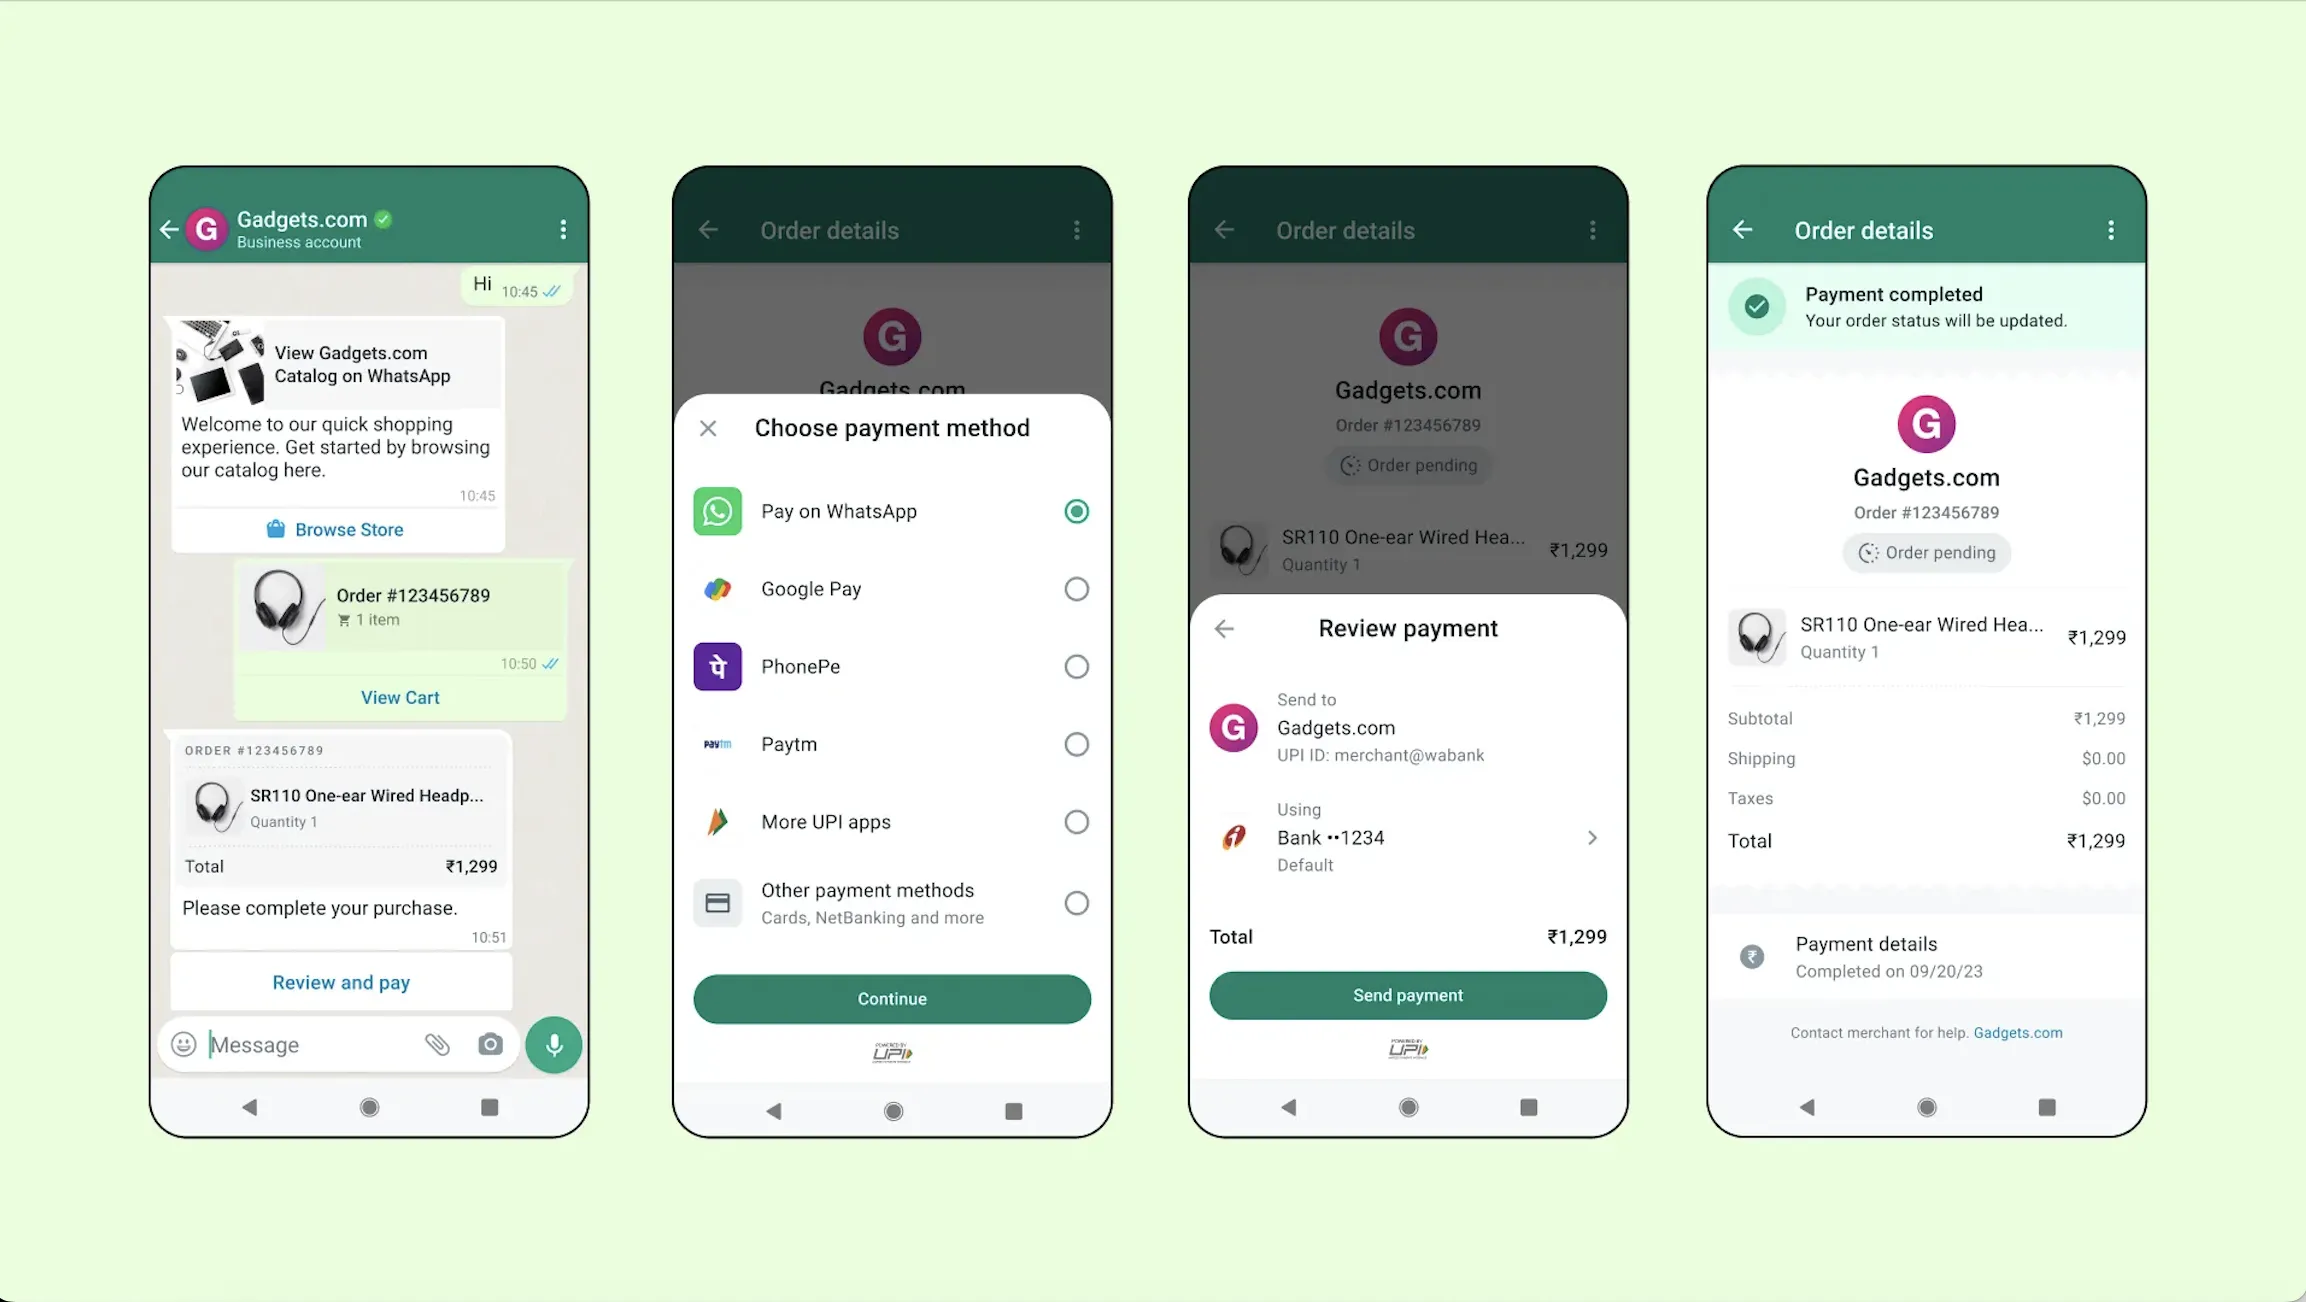 G
Gadgets.com
Business account
Hi
10:45
View Gadgets.com
Catalog on WhatsApp
Welcome to our quick shopping
experience. Get started by browsing
our catalog here.
10:45
Browse Store
Order #123456789
1 item
10:50
View Cart
ORDER #123456789
SR110 One-ear Wired Headp...
Quantity 1
Total ₹1,299
Please complete your purchase.
10:51
Review and pay
Message
Order details
G
Gadgets.com
Choose payment method
Pay on WhatsApp
Google Pay
पे PhonePe
paytm Paytm
More UPI apps
Other payment methods
Cards, NetBanking and more
Continue
POWERED BY
UPI
Order details
G
Gadgets.com
Order #123456789
Order pending
SR110 One-ear Wired Hea... ₹1,299
Quantity 1
Review payment
Send to
G Gadgets.com
UPI ID: merchant@wabank
Using
Bank ••1234
Default
Total ₹1,299
Send payment
POWERED BY
UPI
Order details
Payment completed
Your order status will be updated.
G
Gadgets.com
Order #123456789
Order pending
SR110 One-ear Wired Hea... ₹1,299
Quantity 1
Subtotal ₹1,299
Shipping $0.00
Taxes $0.00
Total ₹1,299
₹ Payment details
Completed on 09/20/23
Contact merchant for help. Gadgets.com